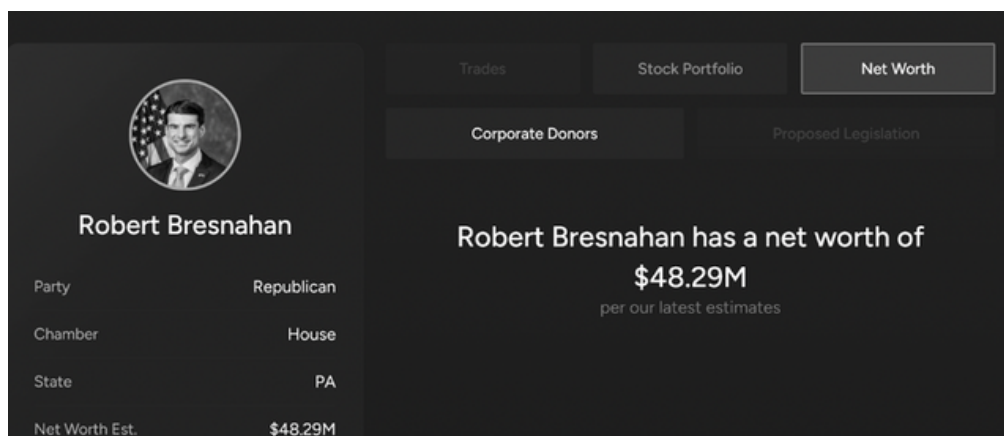 Trades
Stock Portfolio
Net Worth
Corporate Donors
Proposed Legislation
Robert Bresnahan
Party Republican
Chamber House
State PA
Net Worth Est. $48.29M
Robert Bresnahan has a net worth of
$48.29M
per our latest estimates